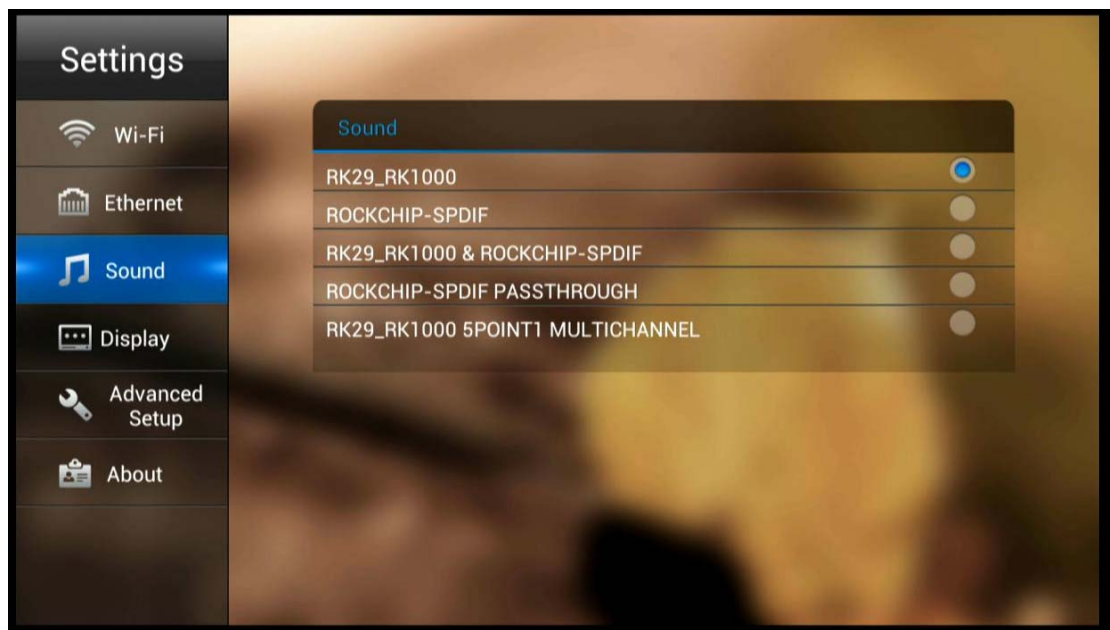 Settings
Wi-Fi
Ethernet
Sound
Display
Advanced
Setup
About
Sound
RK29_RK1000
ROCKCHIP-SPDIF
RK29_RK1000 & ROCKCHIP-SPDIF
ROCKCHIP-SPDIF PASSTHROUGH
RK29_RK1000 5POINT1 MULTICHANNEL